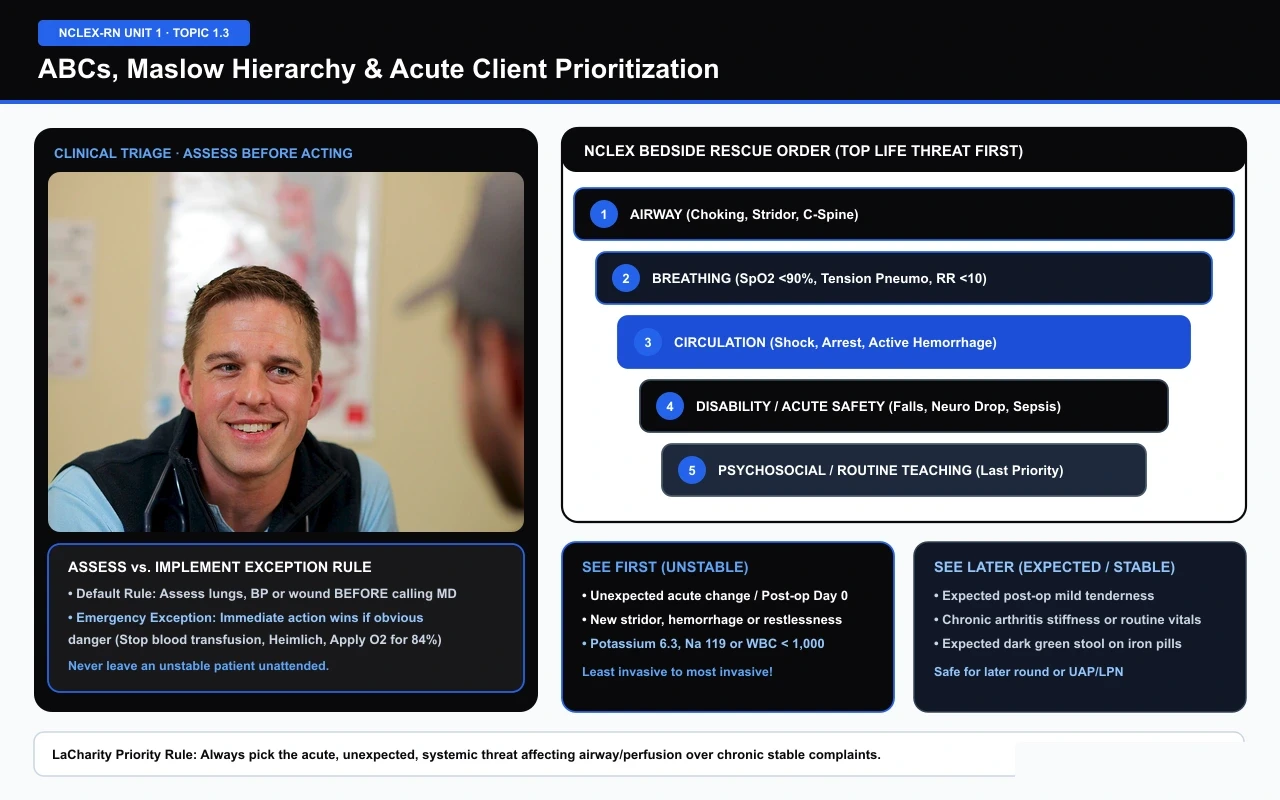 NCLEX-RN UNIT 1 · TOPIC 1.3
ABCs, Maslow Hierarchy & Acute Client Prioritization
CLINICAL TRIAGE · ASSESS BEFORE ACTING
ASSESS vs. IMPLEMENT EXCEPTION RULE
• Default Rule: Assess lungs, BP or wound BEFORE calling MD
• Emergency Exception: Immediate action wins if obvious
danger (Stop blood transfusion, Heimlich, Apply O2 for 84%)
Never leave an unstable patient unattended.
NCLEX BEDSIDE RESCUE ORDER (TOP LIFE THREAT FIRST)
1 AIRWAY (Choking, Stridor, C-Spine)
2 BREATHING (SpO2 <90%, Tension Pneumo, RR <10)
3 CIRCULATION (Shock, Arrest, Active Hemorrhage)
4 DISABILITY / ACUTE SAFETY (Falls, Neuro Drop, Sepsis)
5 PSYCHOSOCIAL / ROUTINE TEACHING (Last Priority)
SEE FIRST (UNSTABLE)
• Unexpected acute change / Post-op Day 0
• New stridor, hemorrhage or restlessness
• Potassium 6.3, Na 119 or WBC < 1,000
Least invasive to most invasive!
SEE LATER (EXPECTED / STABLE)
• Expected post-op mild tenderness
• Chronic arthritis stiffness or routine vitals
• Expected dark green stool on iron pills
Safe for later round or UAP/LPN
LaCharity Priority Rule: Always pick the acute, unexpected, systemic threat affecting airway/perfusion over chronic stable complaints.